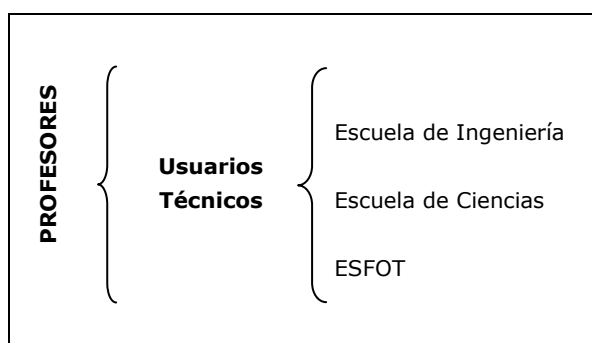 PROFESORES
Usuarios
Técnicos
Escuela de Ingeniería
Escuela de Ciencias
ESFOT